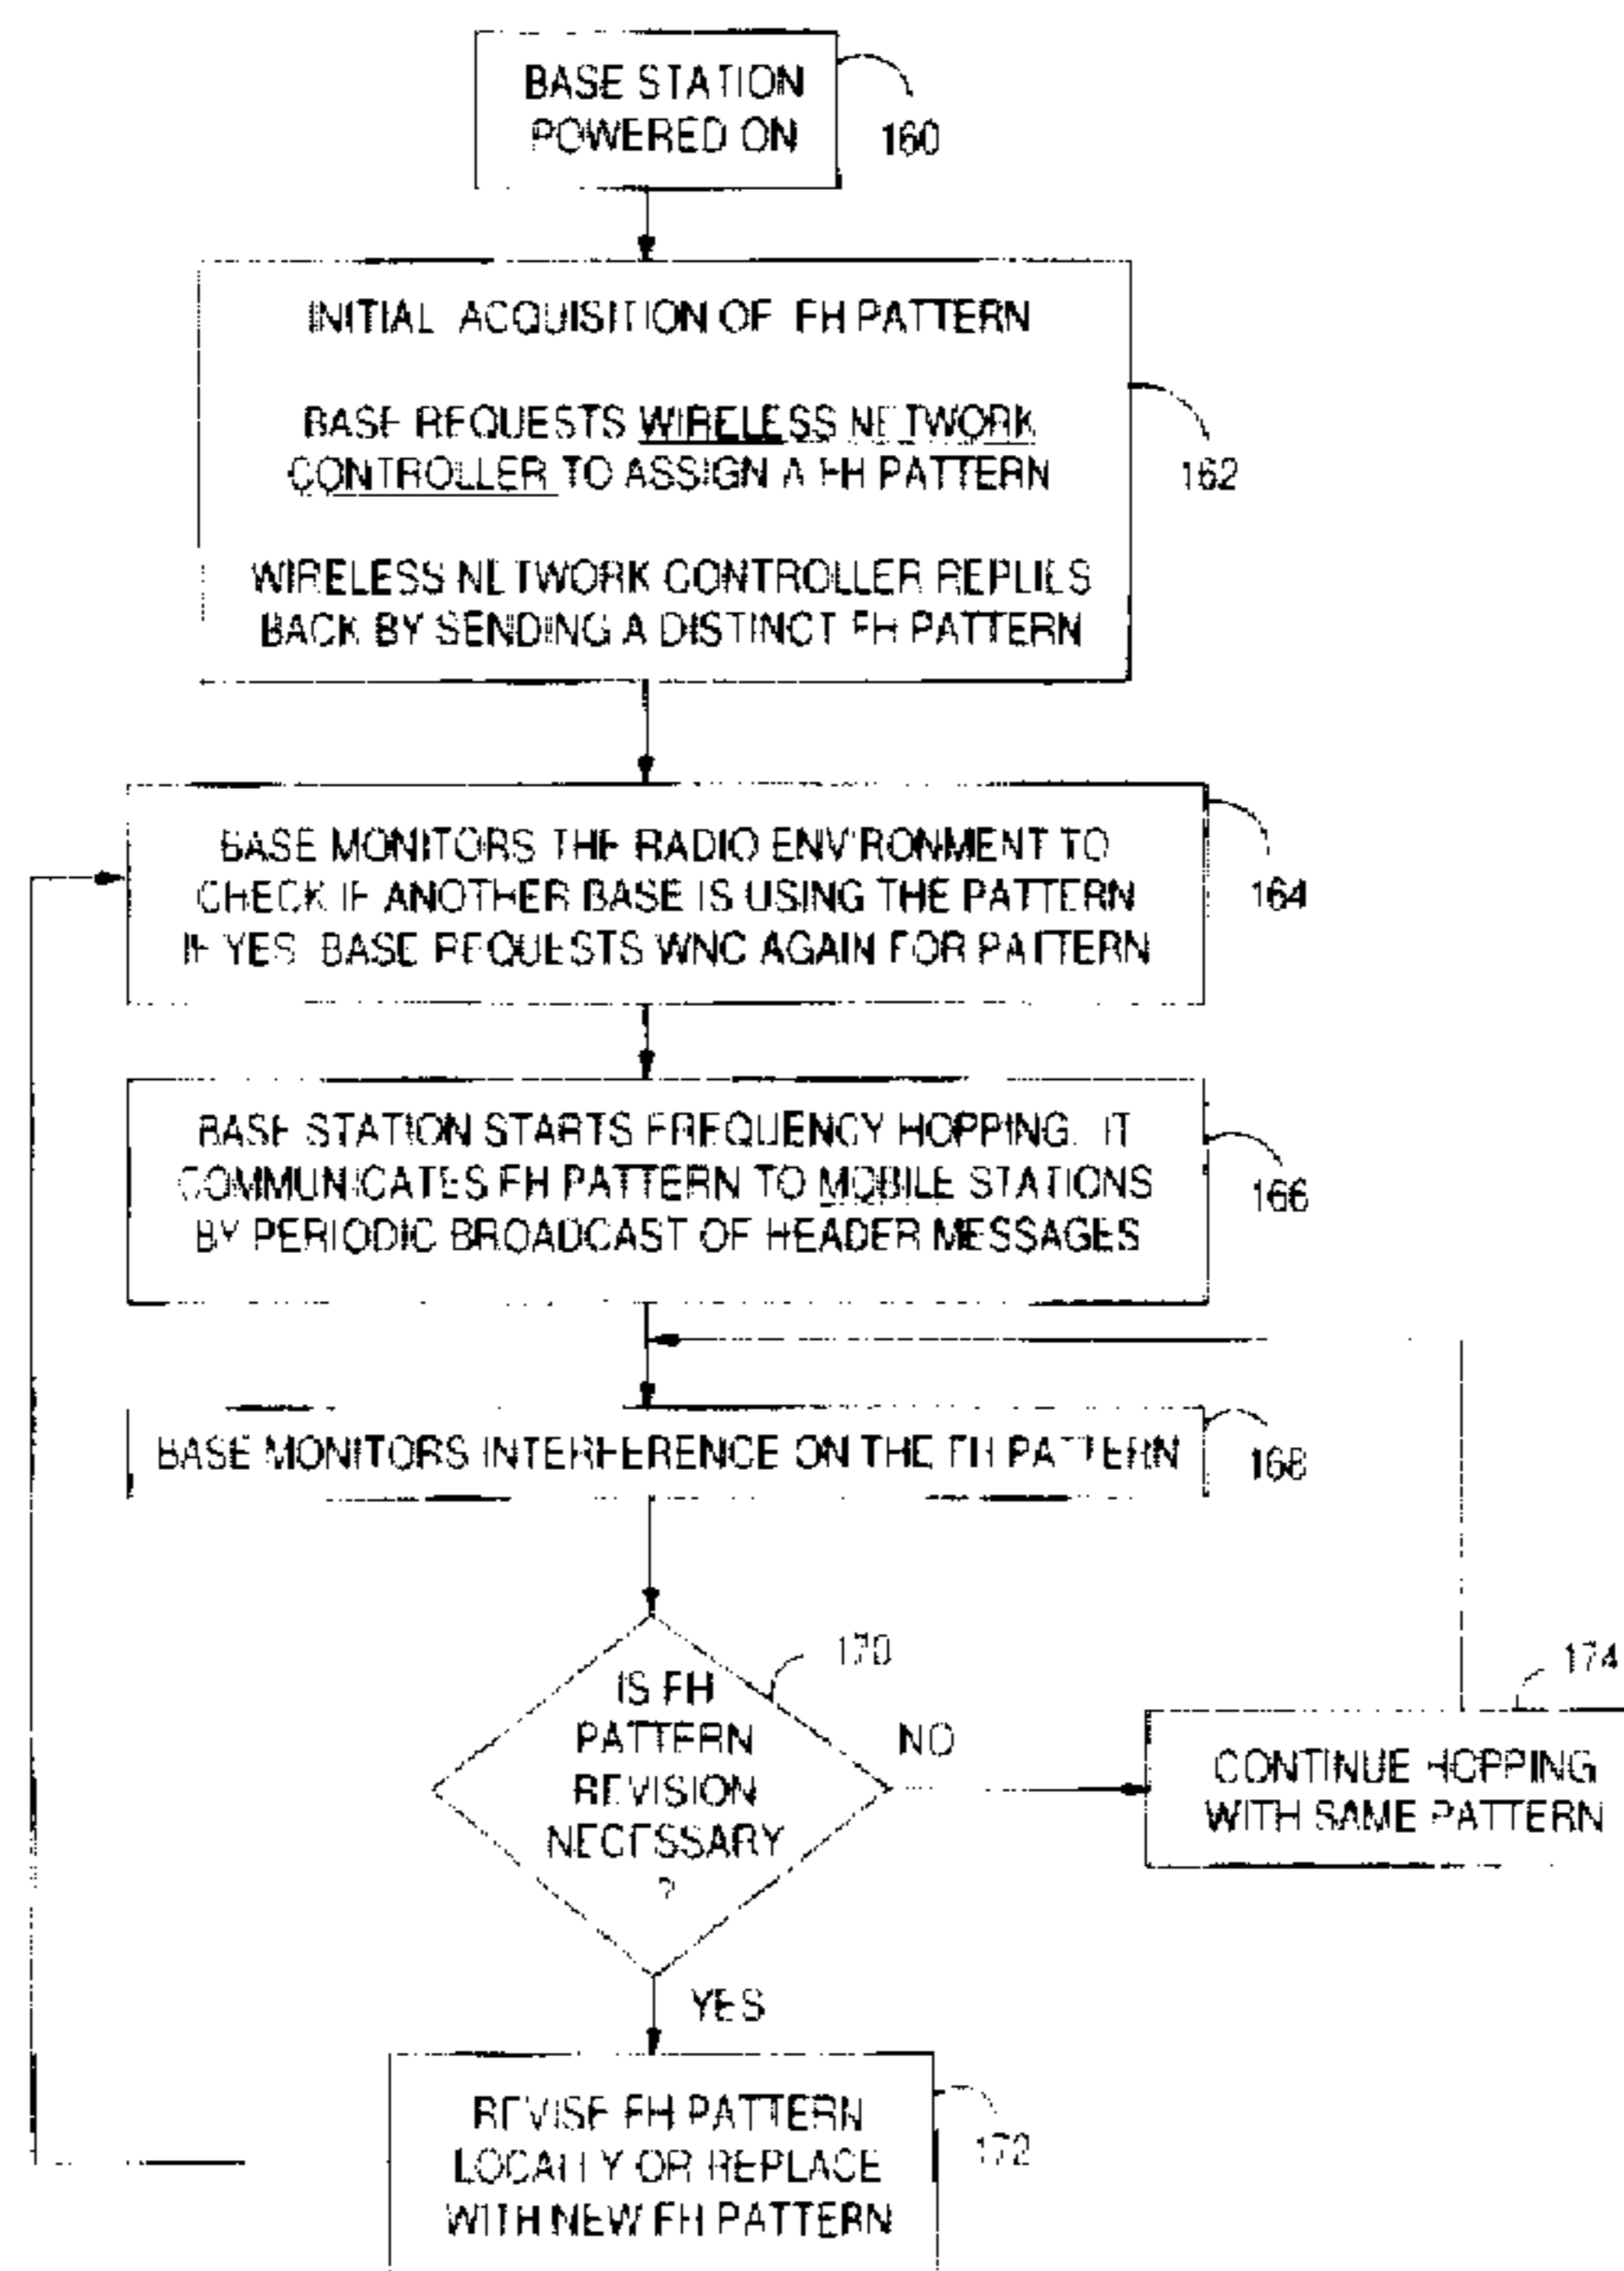 BASE STATION
POWERED ON
160
INITIAL ACQUISITION OF FH PATTERN
BASE REQUESTS WIRELESS NETWORK
CONTROLLER TO ASSIGN A FH PATTERN
162
WIRELESS NETWORK CONTROLLER REPLIES
BACK BY SENDING A DISTINCT FH PATTERN
BASE MONITORS THE RADIO ENVIRONMENT TO
CHECK IF ANOTHER BASE IS USING THE PATTERN
164
IF YES BASE REQUESTS WNC AGAIN FOR PATTERN
BASE STATION STARTS FREQUENCY HOPPING. IT
COMMUNICATES FH PATTERN TO MOBILE STATIONS
166
BY PERIODIC BROADCAST OF HEADER MESSAGES
BASE MONITORS INTERFERENCE ON THE FH PATTERN
168
170
IS FH
PATTERN
REVISION
NECESSARY
?
NO
174
CONTINUE HOPPING
WITH SAME PATTERN
YES
REVISE FH PATTERN
LOCALLY OR REPLACE
WITH NEW FH PATTERN
172